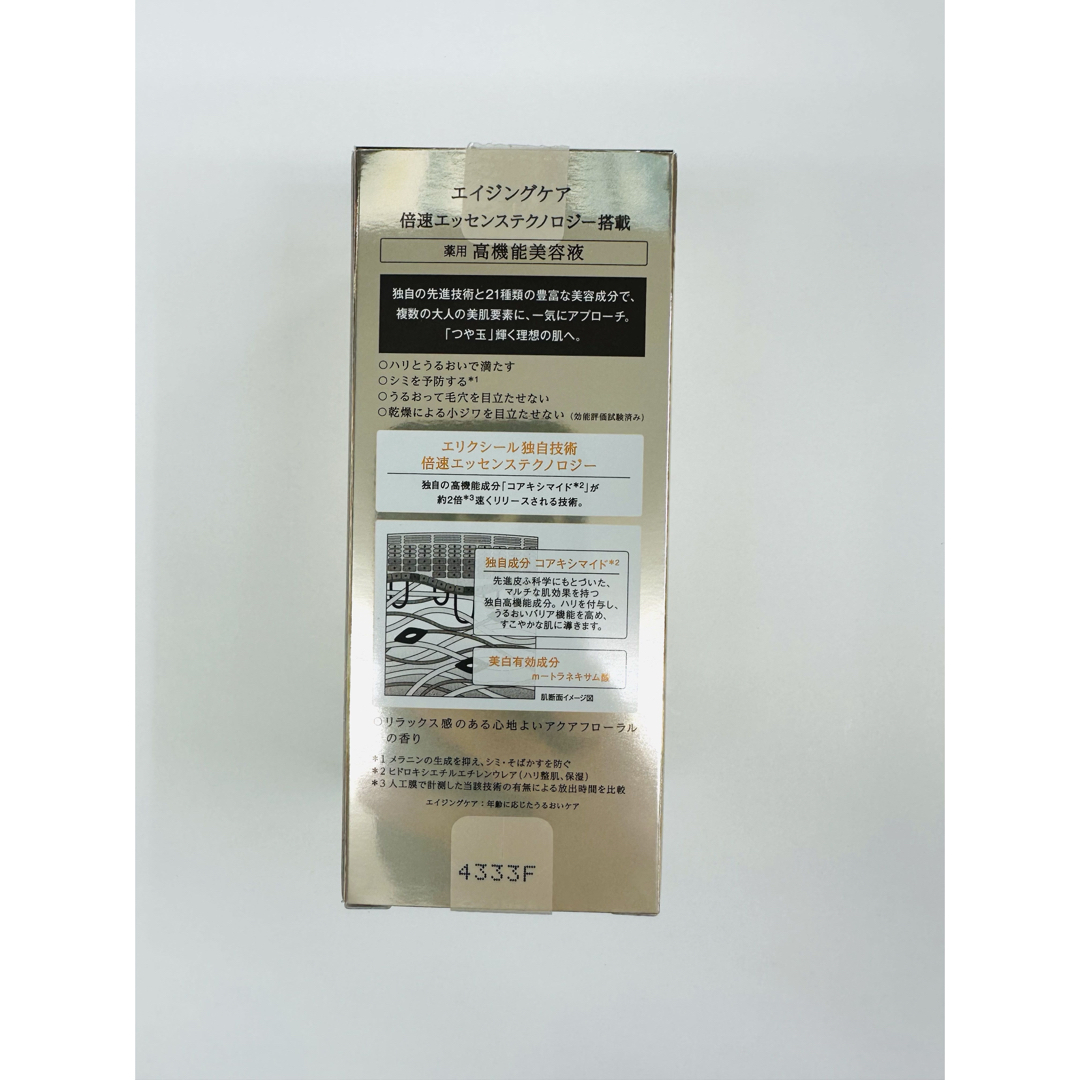 エイジングケア
倍速エッセンステクノロジー搭載
薬用 高機能美容液
独自の先進技術と21種類の豊富な美容成分で、
複数の大人の美肌要素に、一気にアプローチ。
「つや玉」輝く理想の肌へ。
○ハリとうるおいで満たす
○シミを予防する*1
○うるおって毛穴を目立たせない
○乾燥による小ジワを目立たせない(効能評価試験済み)
エリクシール独自技術
倍速エッセンステクノロジー
独自の高機能成分「コアキシマイド*2」が
約2倍*3速くリリースされる技術。
独自成分 コアキシマイド*2
先進皮ふ科学にもとづいた、
マルチな肌効果を持つ
独自高機能成分。ハリを付与し、
うるおいバリア機能を高め、
すこやかな肌に導きます。
美白有効成分
m-トラネキサム酸
肌断面イメージ図
○リラックス感のある心地よいアクアフローラル
の香り
*1 メラニンの生成を抑え、シミ・そばかすを防ぐ
*2 ヒドロキシエチルエチレンウレア(ハリ整肌、保湿)
*3 人工膜で計測した当該技術の有無による放出時間を比較
エイジングケア:年齢に応じたうるおいケア
4333F